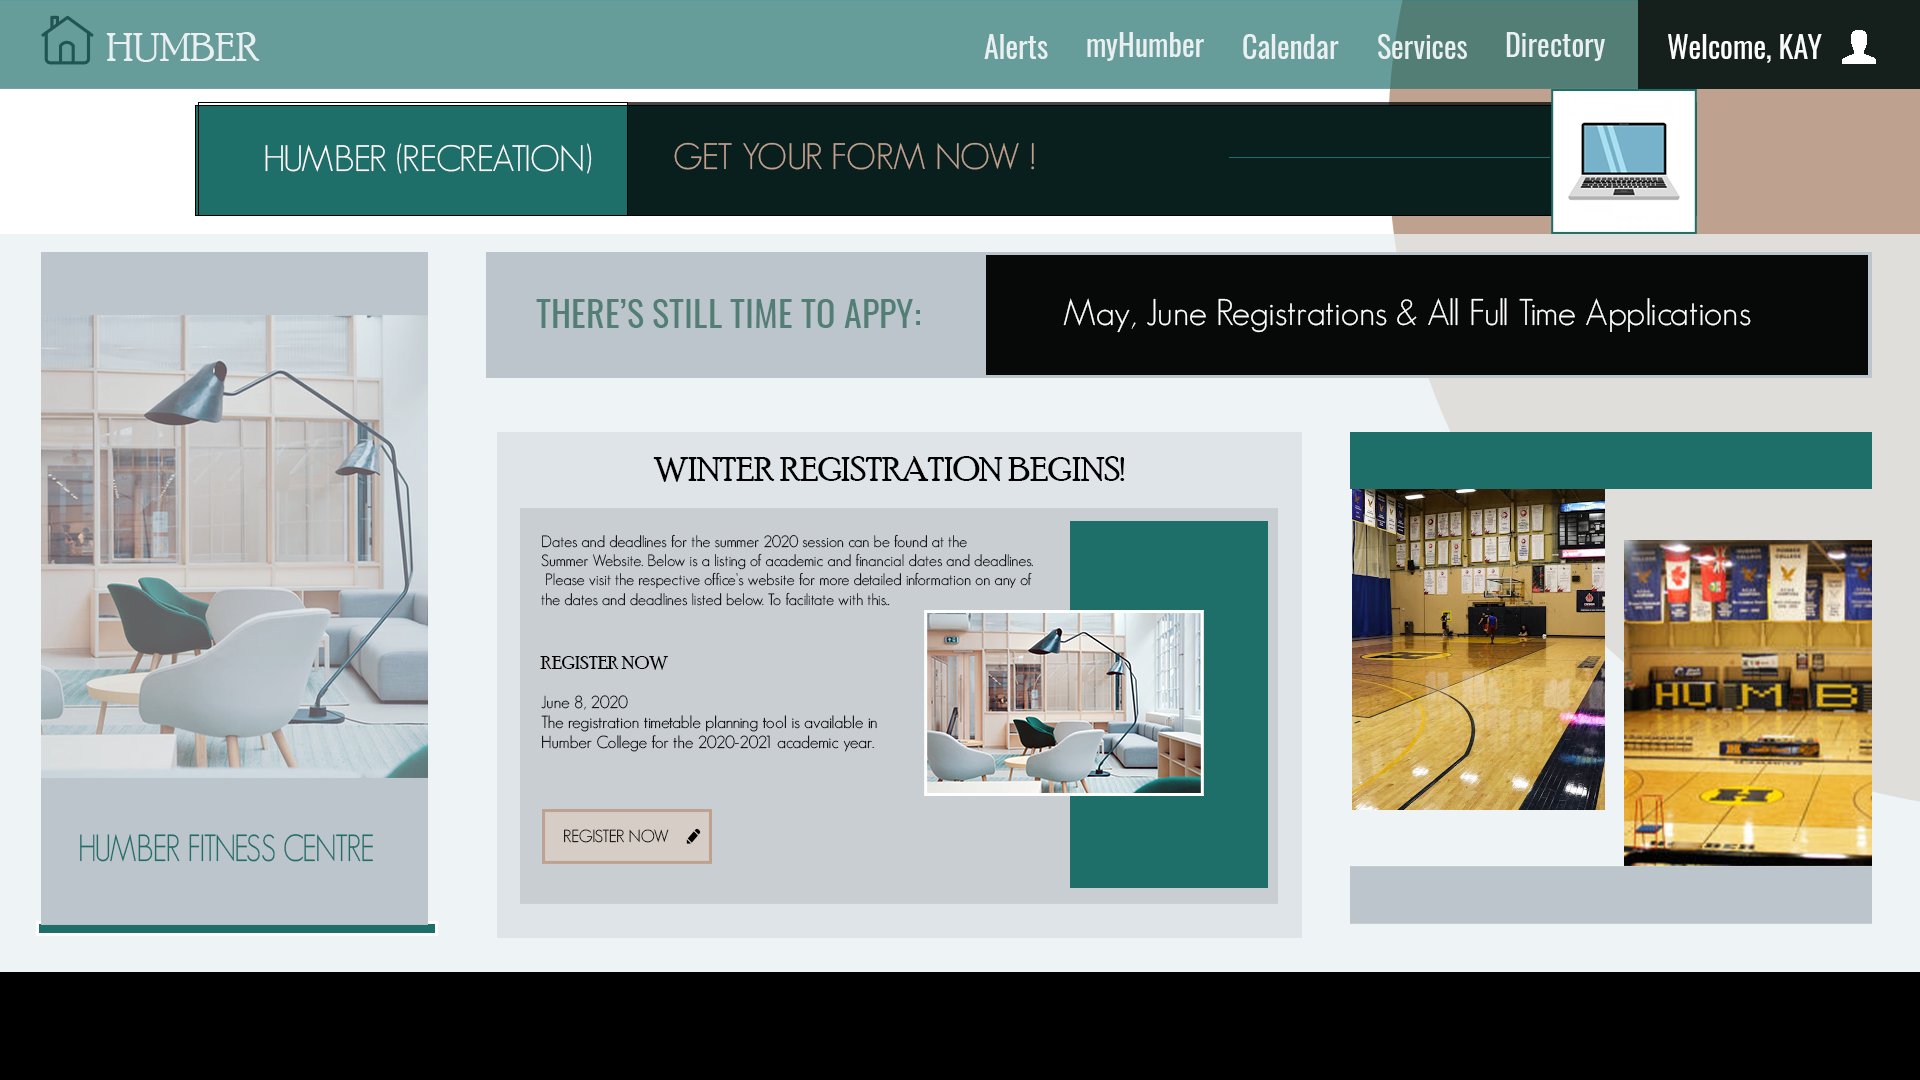 HUMBER
Alerts
myHumber
Calendar
Services
Directory
Welcome, KAY
HUMBER (RECREATION)
GET YOUR FORM NOW !
THERE'S STILL TIME TO APPY:
May, June Registrations & All Full Time Applications
WINTER REGISTRATION BEGINS!
Dates and deadlines for the summer 2020 session can be found at the
Summer Website. Below is a listing of academic and financial dates and deadlines.
Please visit the respective office's website for more detailed information on any of
the dates and deadlines listed below. To facilitate with this..
REGISTER NOW
June 8, 2020
The registration timetable planning tool is available in
Humber College for the 2020-2021 academic year.
REGISTER NOW
HUMBER FITNESS CENTRE
HUMB
H